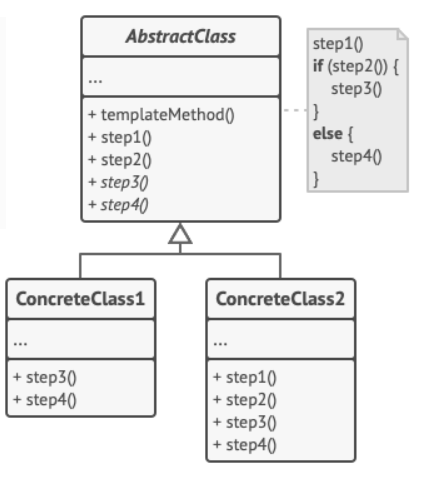 AbstractClass
...
+ templateMethod()
+ step1()
+ step2()
+ step3()
+ step4()
step1()
if (step2()) {
step3()
}
else {
step4()
}
ConcreteClass1
...
+ step3()
+ step4()
ConcreteClass2
...
+ step1()
+ step2()
+ step3()
+ step4()